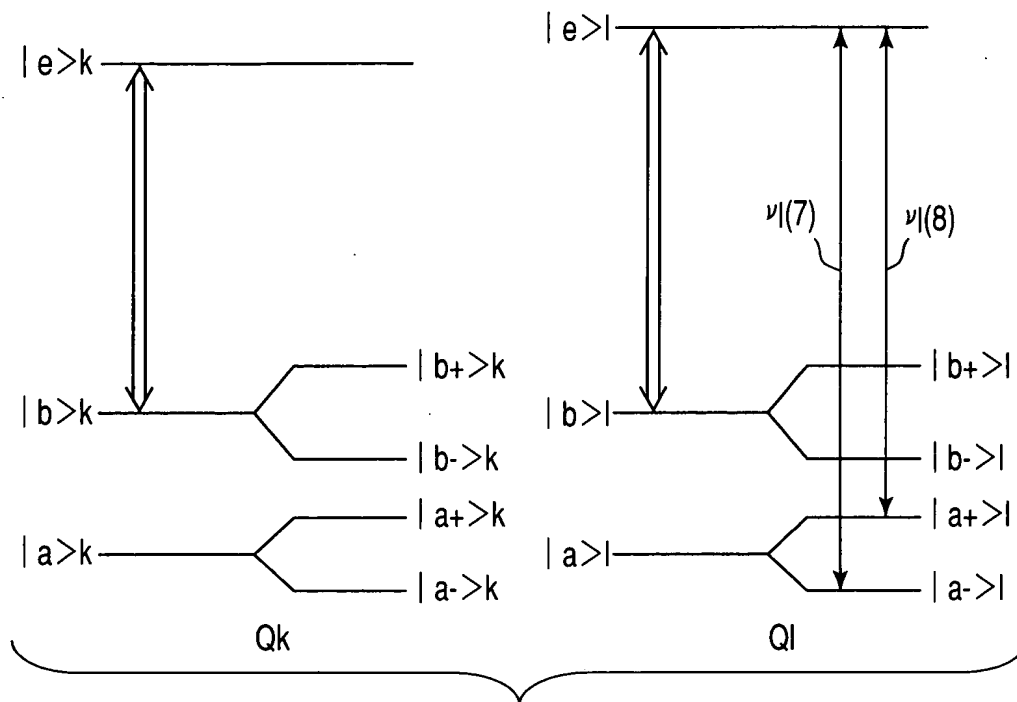 | e>k
| e>l
νl(7)
νl(8)
| b+>k
| b+>l
| b>k
| b>l
| b->k
| b->l
| a+>k
| a+>l
| a>k
| a>l
| a->k
| a->l
Qk
Ql